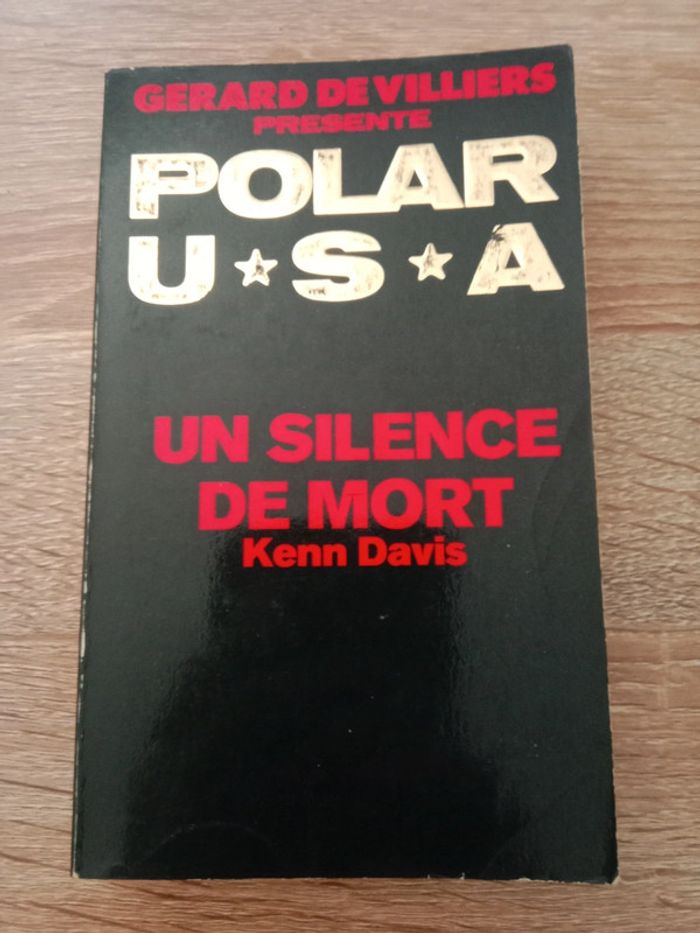 GERARD DE VILLIERS
PRESENTE
POLAR
U★S★A
UN SILENCE
DE MORT
Kenn Davis